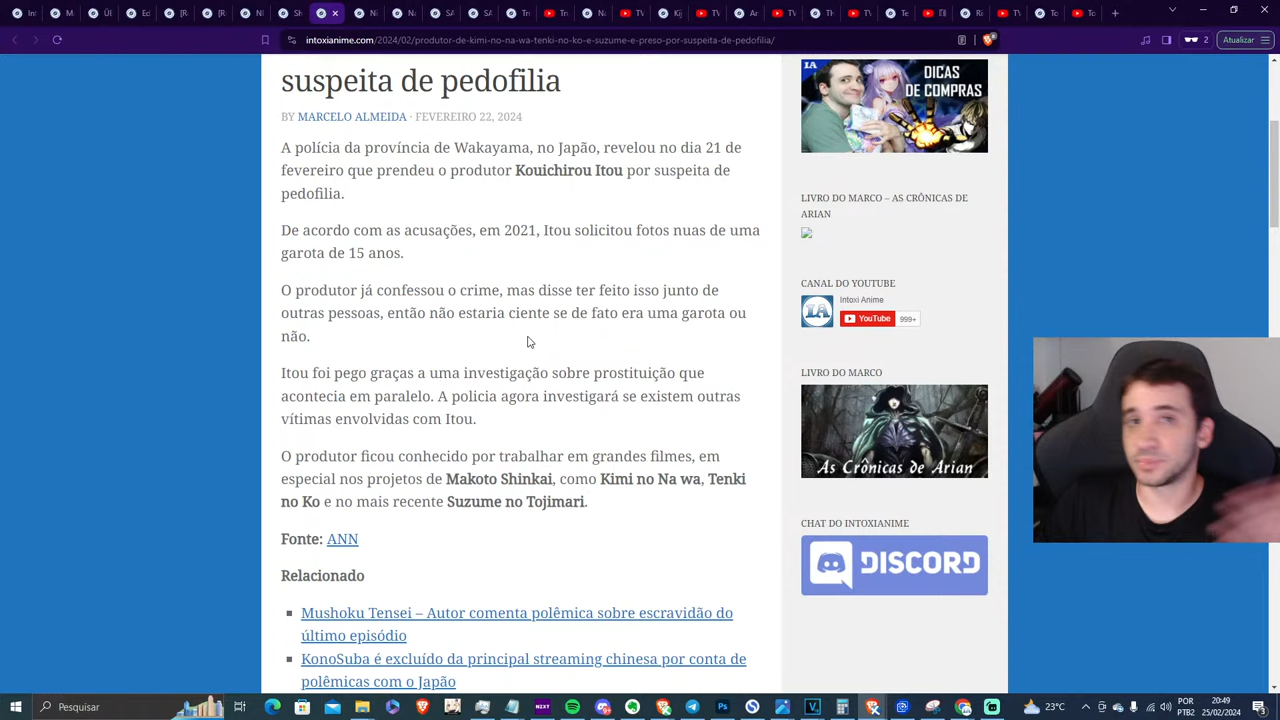 intoxianime.com/2024/02/produtor-de-kimi-no-na-wa-tenki-no-ko-e-suzume-e-preso-por-suspeita-de-pedofilia/
2
Atualizar
suspeita de pedofilia
BY MARCELO ALMEIDA · FEVEREIRO 22, 2024
A polícia da província de Wakayama, no Japão, revelou no dia 21 de
fevereiro que prendeu o produtor Kouichirou Itou por suspeita de
pedofilia.
De acordo com as acusações, em 2021, Itou solicitou fotos nuas de uma
garota de 15 anos.
O produtor já confessou o crime, mas disse ter feito isso junto de
outras pessoas, então não estaria ciente se de fato era uma garota ou
não.
Itou foi pego graças a uma investigação sobre prostituição que
acontecia em paralelo. A policia agora investigará se existem outras
vítimas envolvidas com Itou.
O produtor ficou conhecido por trabalhar em grandes filmes, em
especial nos projetos de Makoto Shinkai, como Kimi no Na wa, Tenki
no Ko e no mais recente Suzume no Tojimari.
Fonte: ANN
Relacionado
Mushoku Tensei – Autor comenta polêmica sobre escravidão do
último episódio
KonoSuba é excluído da principal streaming chinesa por conta de
polêmicas com o Japão
IA
DICAS
DE COMPRAS
LIVRO DO MARCO – AS CRÔNICAS DE
ARIAN
CANAL DO YOUTUBE
IA
Intoxi Anime
YouTube
999+
LIVRO DO MARCO
As Crônicas de Arian
CHAT DO INTOXIANIME
DISCORD
Pesquisar
23°C
POR
PTB2
20:49
25/02/2024